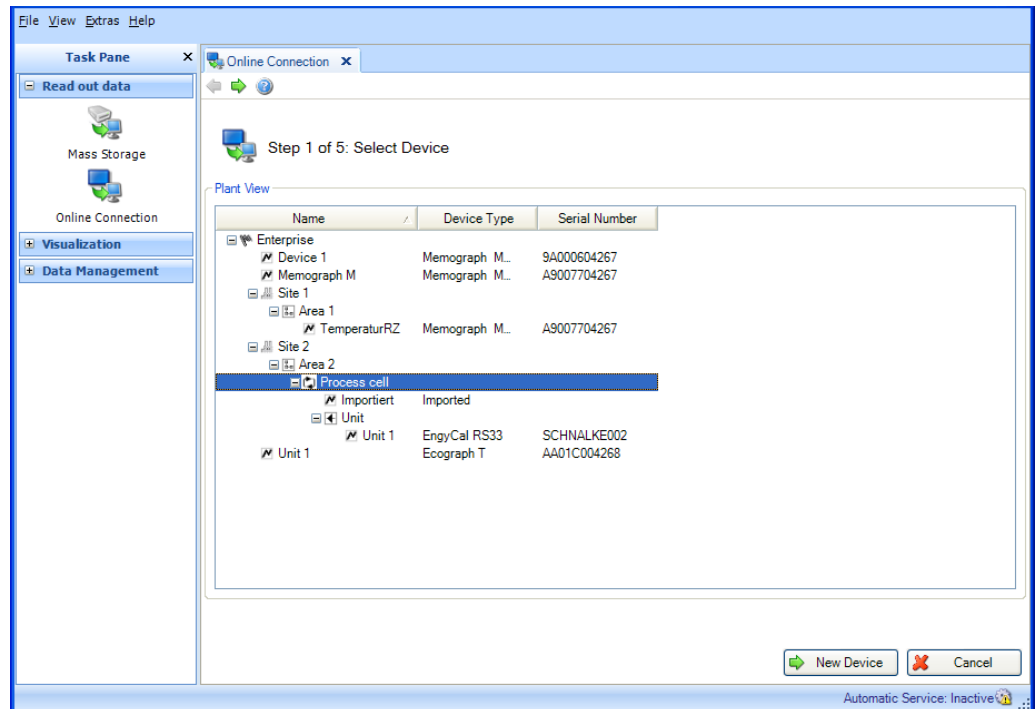 File View Extras Help
Task Pane
Online Connection
Read out data
Mass Storage
Step 1 of 5: Select Device
Online Connection
Plant View
Visualization
Data Management
Name Device Type Serial Number
Enterprise
Device 1 Memograph M... 9A000604267
Memograph M Memograph M... A9007704267
Site 1
Area 1
TemperaturRZ Memograph M... A9007704267
Site 2
Area 2
Process cell
Importiert Imported
Unit
Unit 1 EngyCal RS33 SCHNALKE002
Unit 1 Ecograph T AA01C004268
New Device Cancel
Automatic Service: Inactive